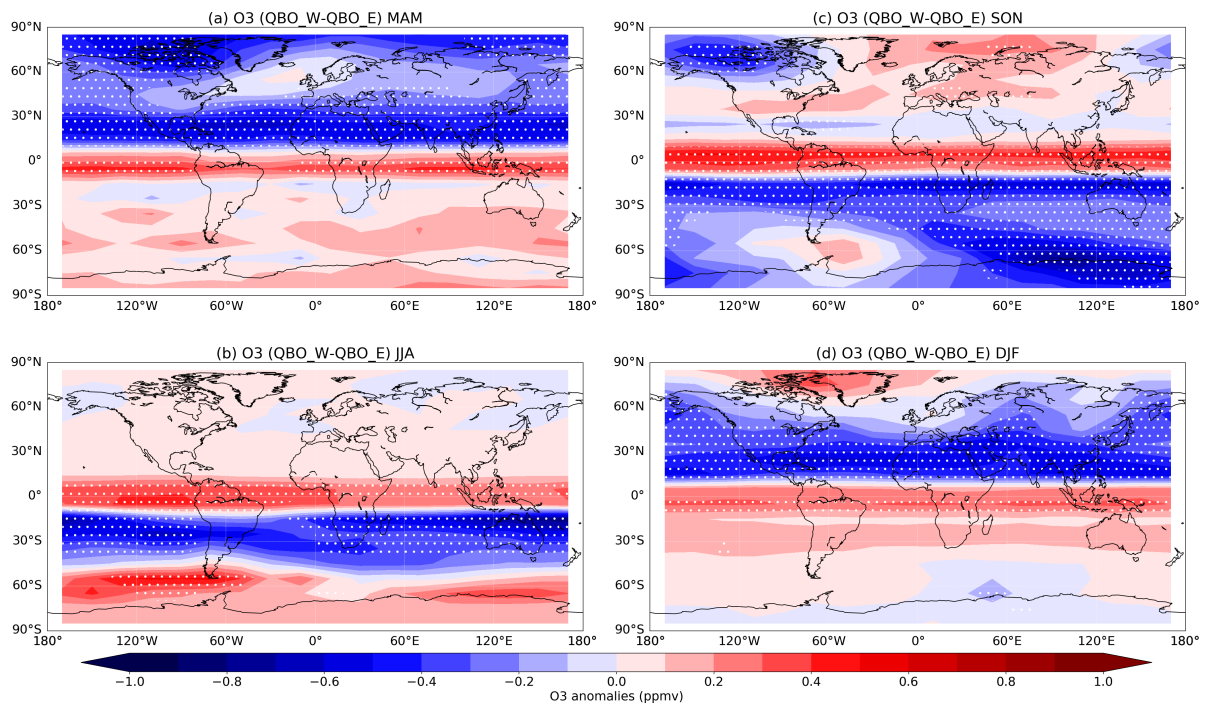 (a) O3 (QBO_W-QBO_E) MAM
90°N
60°N
30°N
0°
30°S
60°S
90°S
180°
120°W
60°W
0°
60°E
120°E
180°
(c) O3 (QBO_W-QBO_E) SON
90°N
60°N
30°N
0°
30°S
60°S
90°S
180°
120°W
60°W
0°
60°E
120°E
180°
(b) O3 (QBO_W-QBO_E) JJA
90°N
60°N
30°N
0°
30°S
60°S
90°S
180°
120°W
60°W
0°
60°E
120°E
180°
(d) O3 (QBO_W-QBO_E) DJF
90°N
60°N
30°N
0°
30°S
60°S
90°S
180°
120°W
60°W
0°
60°E
120°E
180°
−1.0 −0.8 −0.6 −0.4 −0.2 0.0 0.2 0.4 0.6 0.8 1.0
O3 anomalies (ppmv)